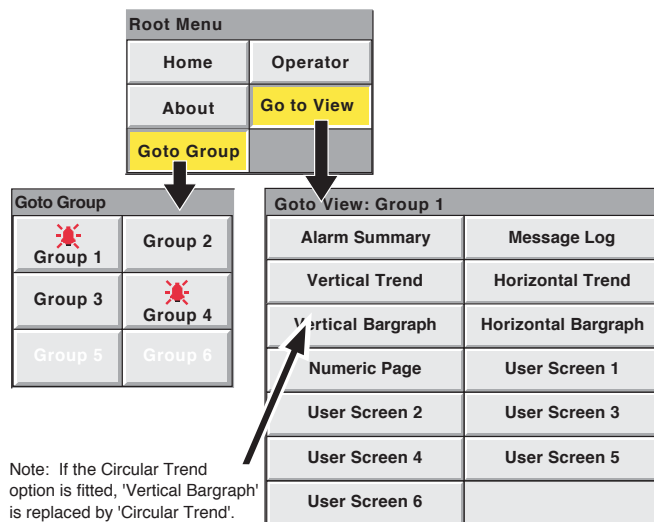 Root Menu
Home
Operator
About
Go to View
Goto Group
Goto Group
Group 1
Group 2
Group 3
Group 4
Group 5
Group 6
Goto View: Group 1
Alarm Summary
Message Log
Vertical Trend
Horizontal Trend
Vertical Bargraph
Horizontal Bargraph
Numeric Page
User Screen 1
User Screen 2
User Screen 3
User Screen 4
User Screen 5
User Screen 6
Note: If the Circular Trend
option is fitted, 'Vertical Bargraph'
is replaced by 'Circular Trend'.